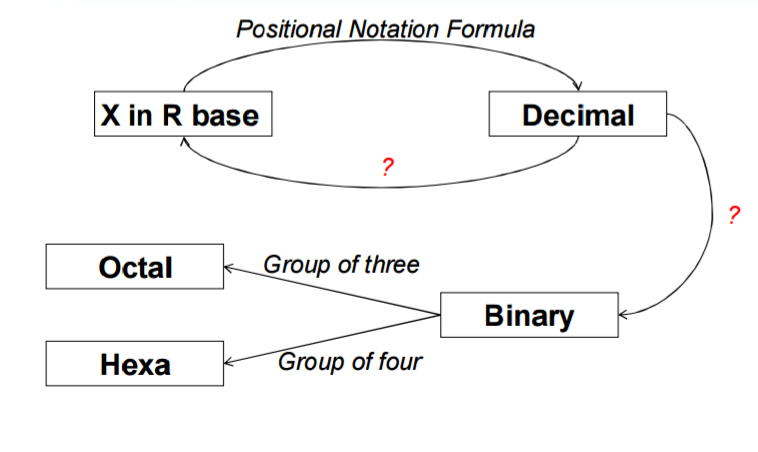 Positional Notation Formula
X in R base
Decimal
?
?
Octal
Group of three
Binary
Hexa
Group of four